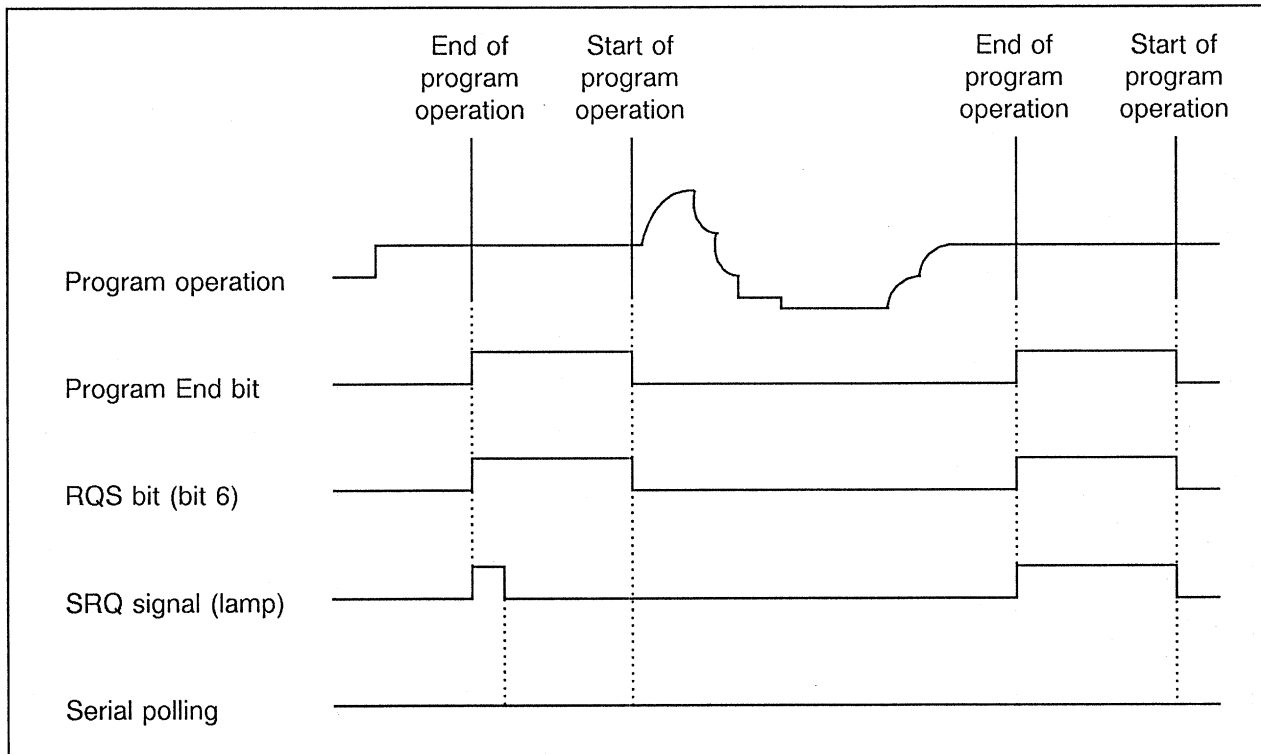 End of
program
operation
Start of
program
operation
End of
program
operation
Start of
program
operation
Program operation
Program End bit
RQS bit (bit 6)
SRQ signal (lamp)
Serial polling